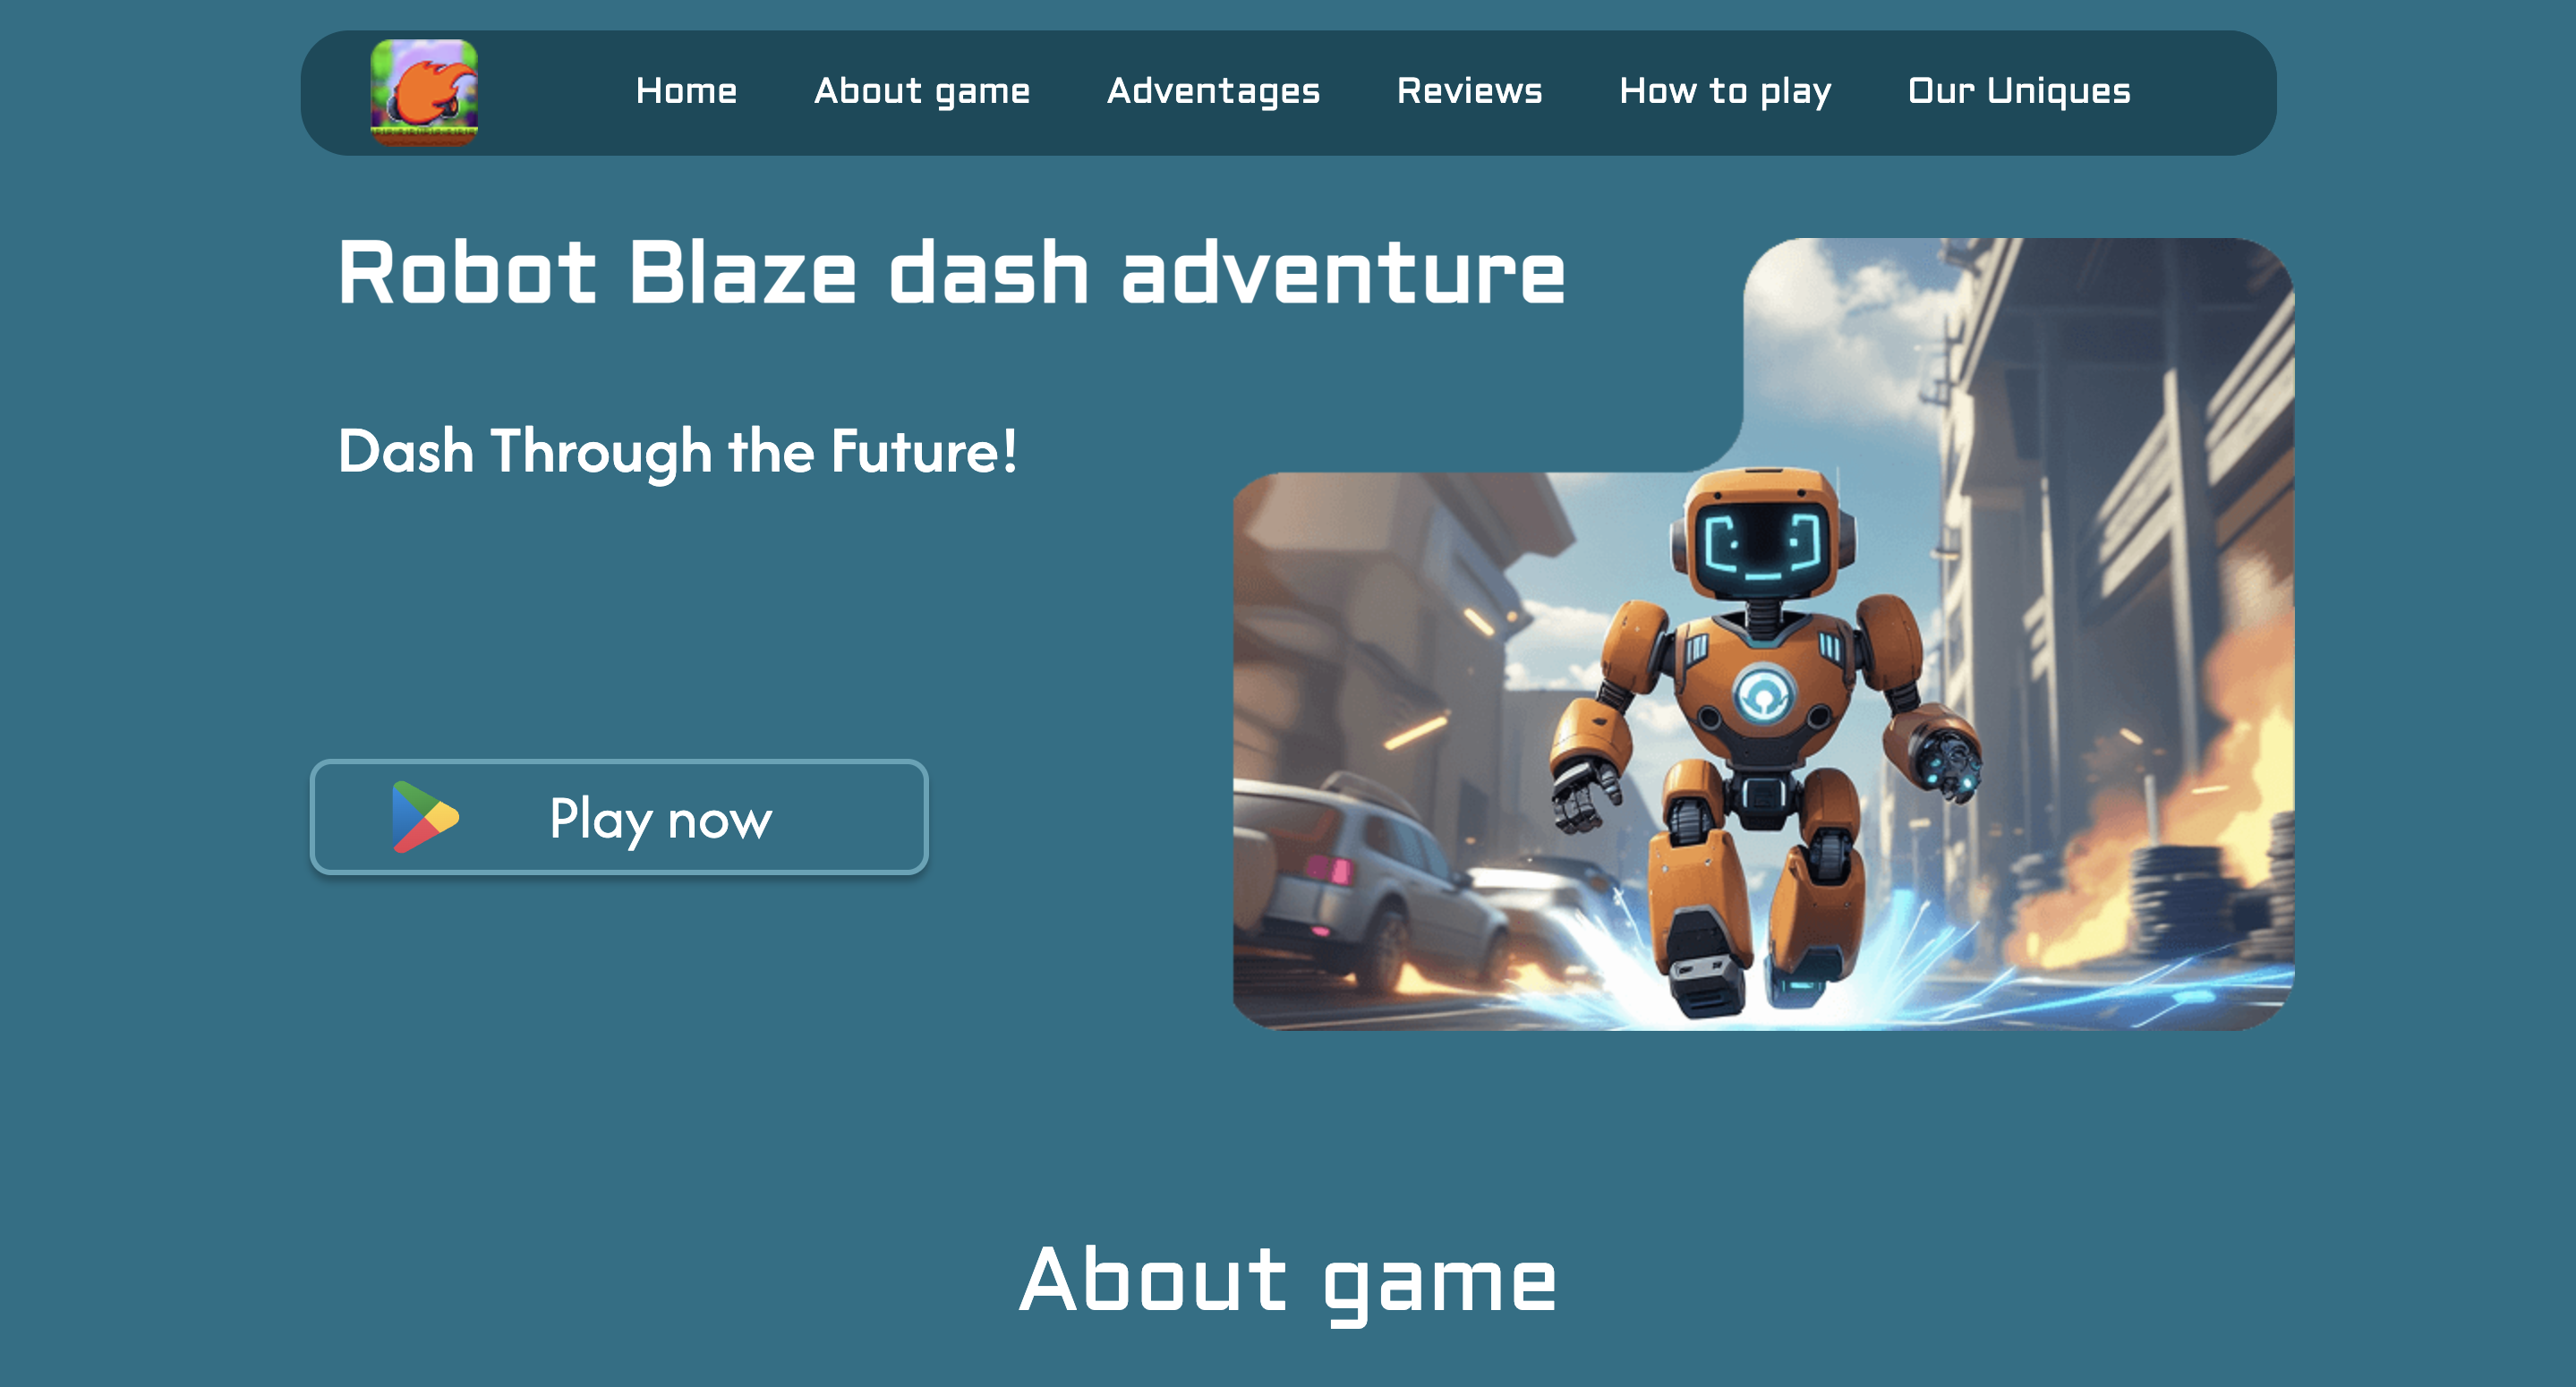 Home About game Adventages Reviews How to play Our Uniques
Robot Blaze dash adventure
Dash Through the Future!
Play now
About game